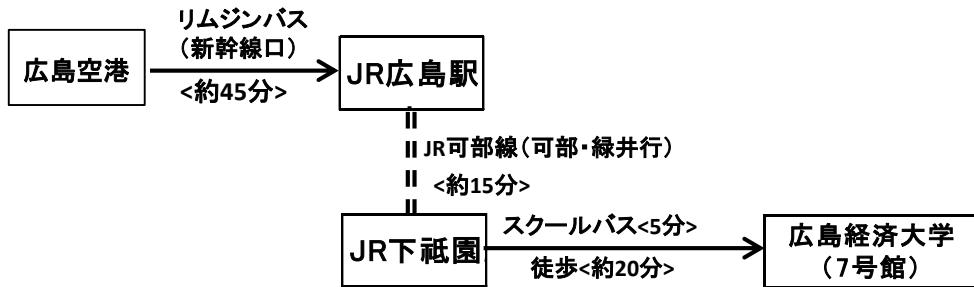 リムジンバス
（新幹線口）
広島空港
JR広島駅
<約45分>
JR可部線（可部・緑井行）
<約15分>
スクールバス<5分>
JR下祗園
広島経済大学
（7号館）
徒歩<約20分>